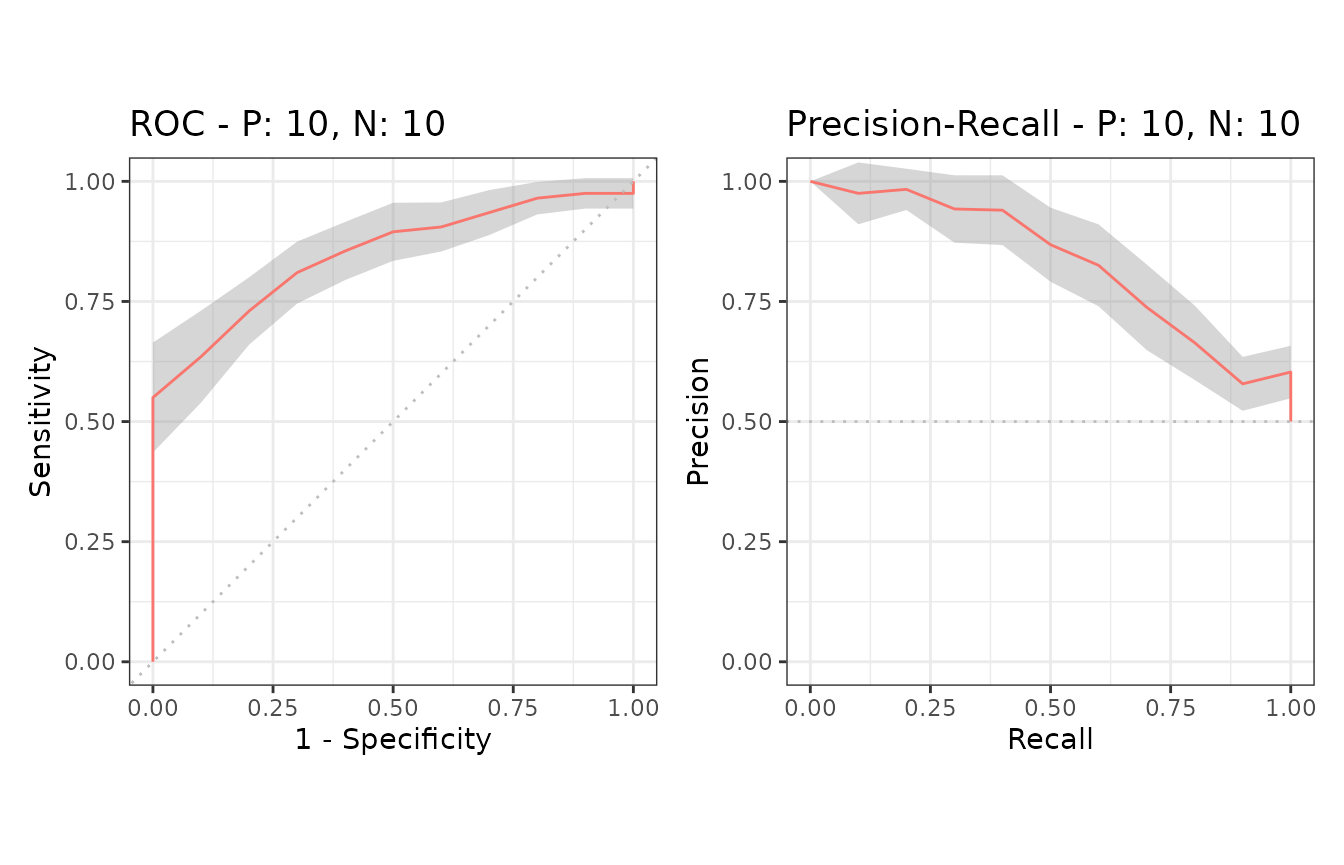 ROC - P: 10, N: 10
Sensitivity
1.00
0.75
0.50
0.25
0.00
0.00 0.25 0.50 0.75 1.00
1 - Specificity
Precision-Recall - P: 10, N: 10
Precision
1.00
0.75
0.50
0.25
0.00
0.00 0.25 0.50 0.75 1.00
Recall